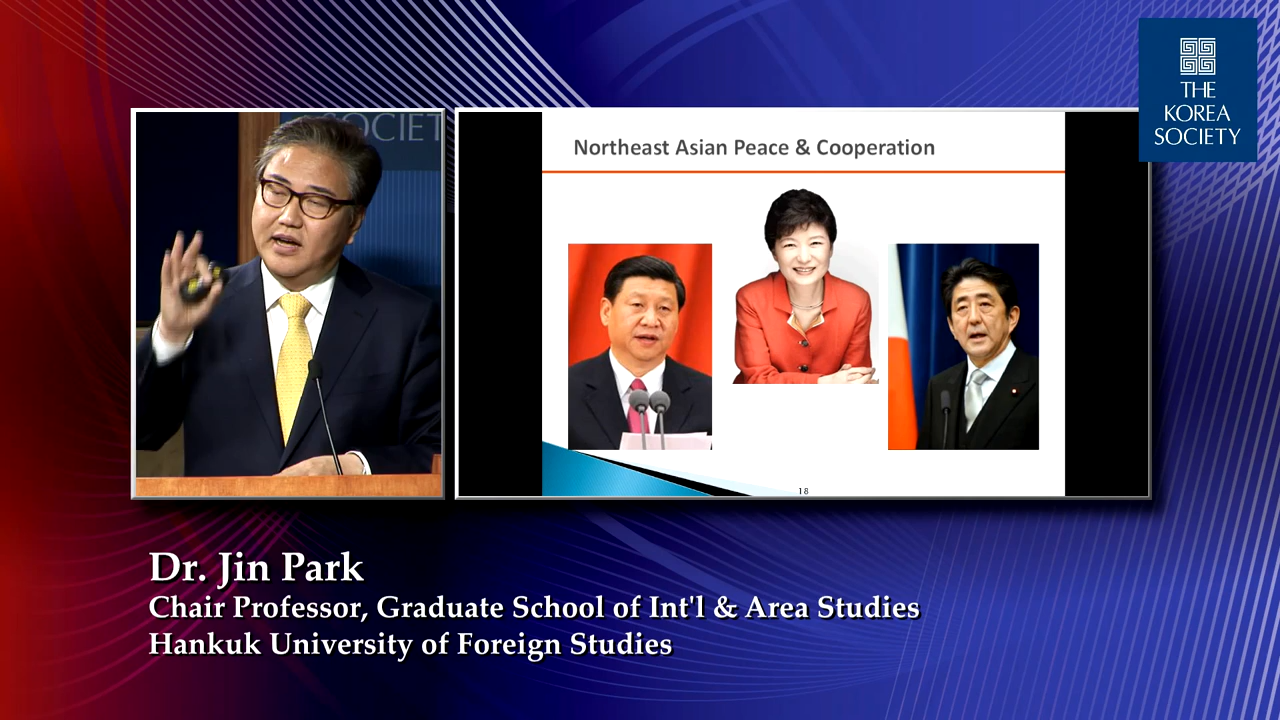 THE
KOREA
SOCIETY
SOCIET
Northeast Asian Peace & Cooperation
18
Dr. Jin Park
Chair Professor, Graduate School of Int'l & Area Studies
Hankuk University of Foreign Studies